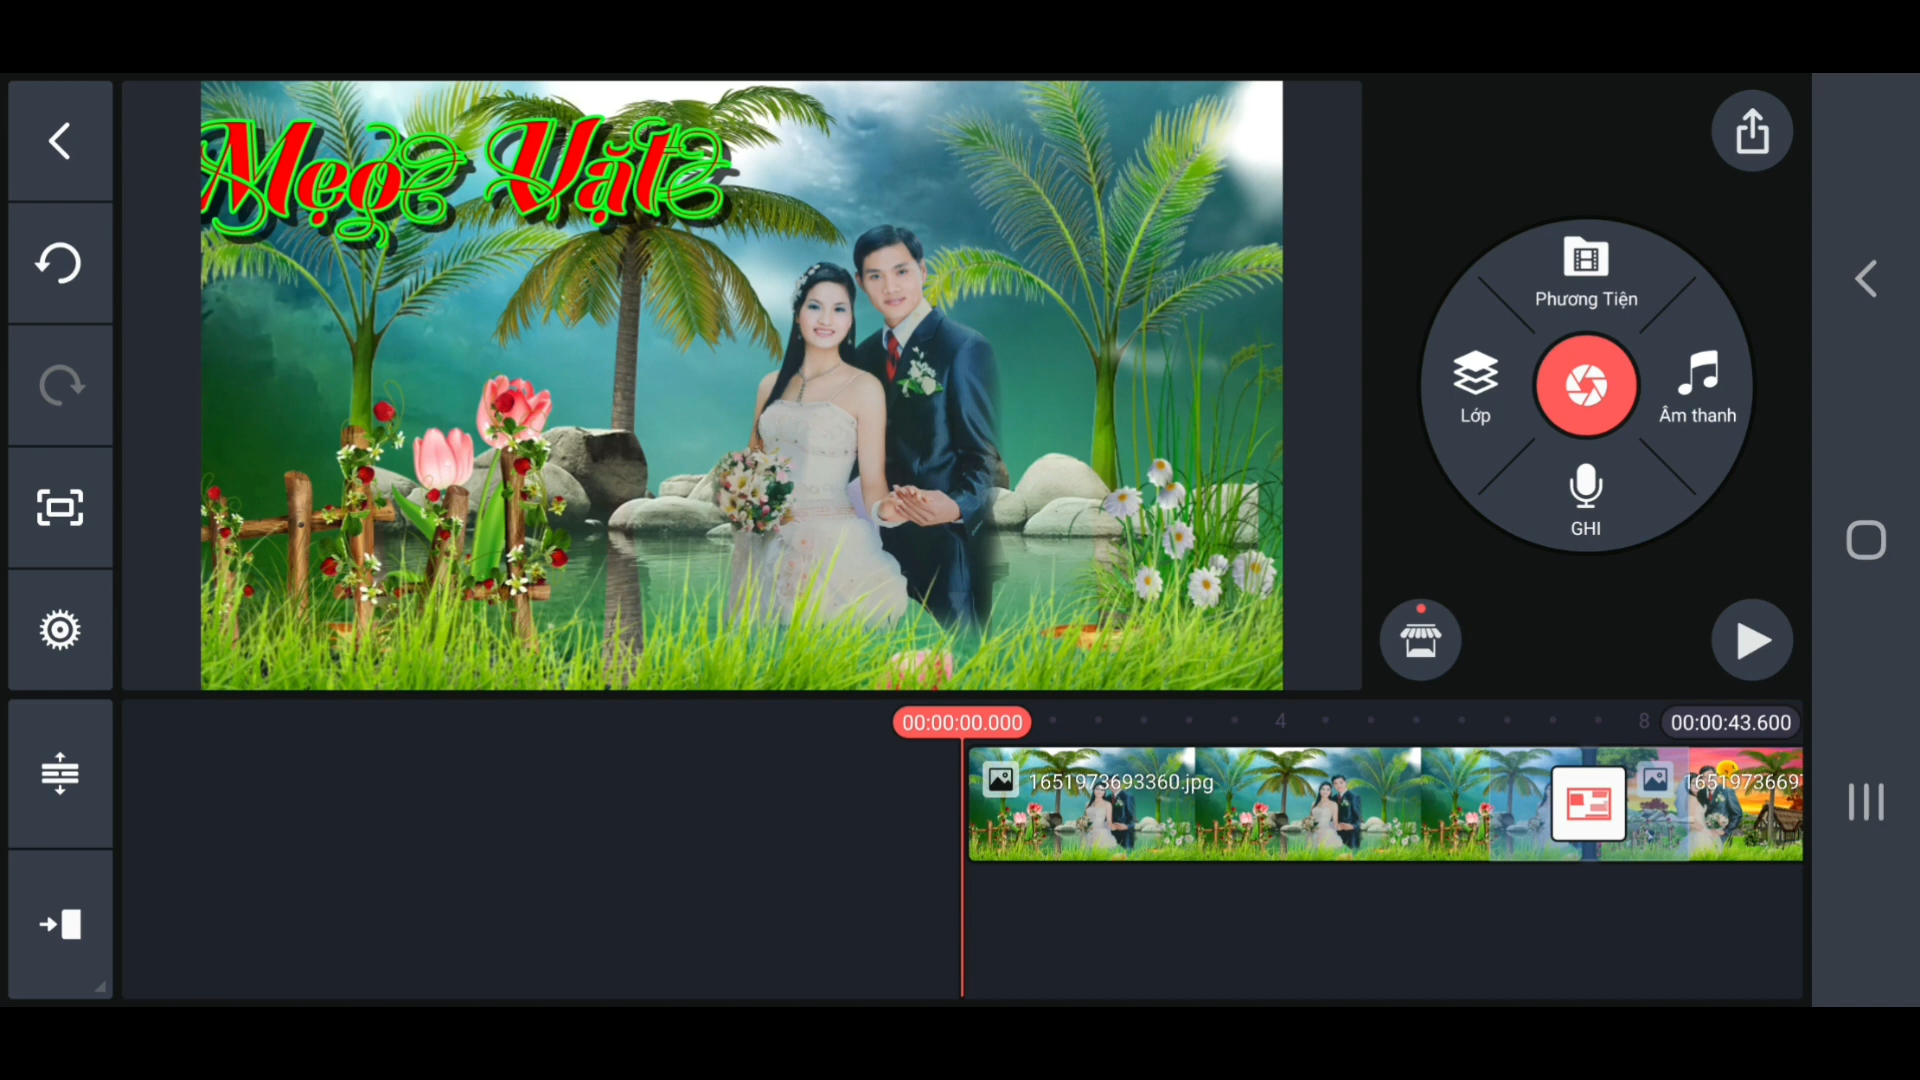 Mẹo Vặt
Phương Tiện
Lớp
Âm thanh
GHI
00:00:00.000
4
8
00:00:43.600
1651973693360.jpg
16519736697